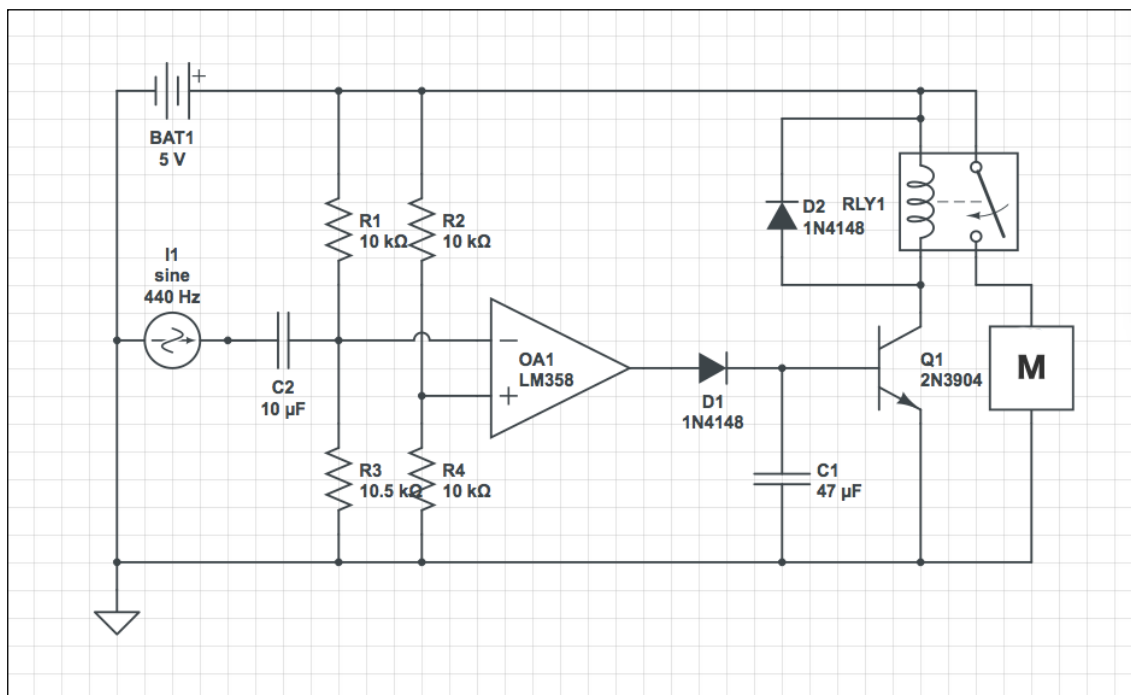 +
BAT1
5 V
R1
10 kΩ
R2
10 kΩ
D2
1N4148
RLY1
I1
sine
440 Hz
C2
10 µF
−
+
OA1
LM358
D1
1N4148
Q1
2N3904
M
R3
10.5 kΩ
R4
10 kΩ
C1
47 µF